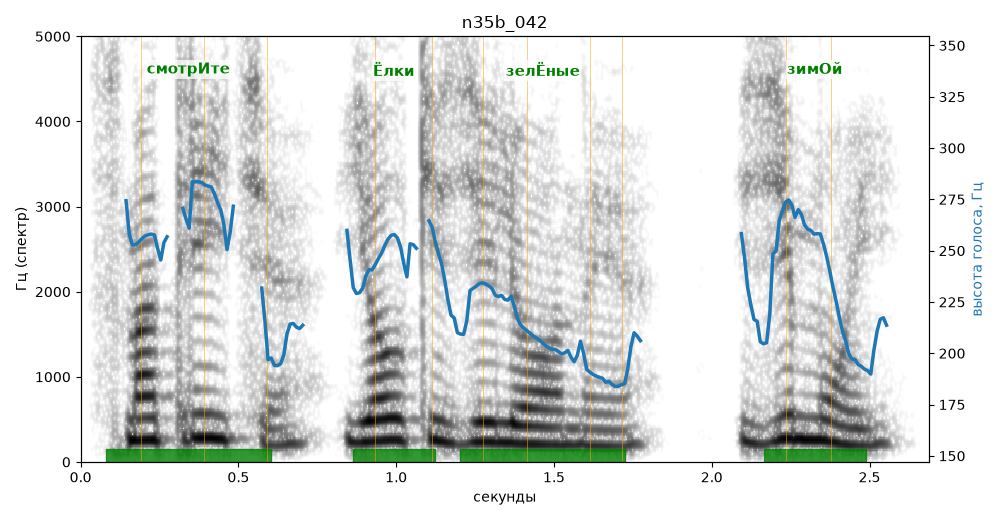 n35b_042
смотрИте Ёлки зелЁные зимОй
Гц (спектр)
5000
4000
3000
2000
1000
0
0.0 0.5 1.0 1.5 2.0 2.5
секунды
350
325
300
275
250
225
200
175
150
высота голоса, Гц